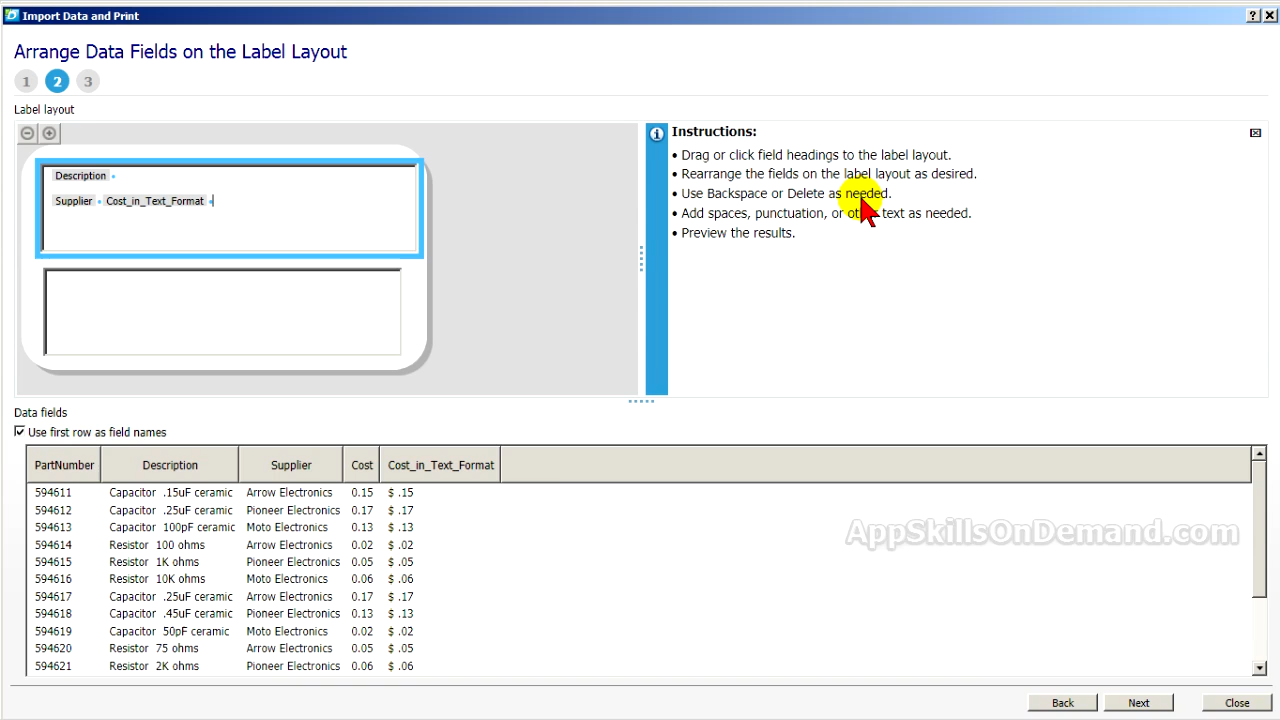 Import Data and Print
Arrange Data Fields on the Label Layout
1 2 3
Label layout
Description
Supplier Cost_in_Text_Format
Instructions:
• Drag or click field headings to the label layout.
• Rearrange the fields on the label layout as desired.
• Use Backspace or Delete as needed.
• Add spaces, punctuation, or other text as needed.
• Preview the results.
Data fields
Use first row as field names
PartNumber Description Supplier Cost Cost_in_Text_Format
594611 Capacitor .15uF ceramic Arrow Electronics 0.15 $ .15
594612 Capacitor .25uF ceramic Pioneer Electronics 0.17 $ .17
594613 Capacitor 100pF ceramic Moto Electronics 0.13 $ .13
594614 Resistor 100 ohms Arrow Electronics 0.02 $ .02
594615 Resistor 1K ohms Pioneer Electronics 0.05 $ .05
594616 Resistor 10K ohms Moto Electronics 0.06 $ .06
594617 Capacitor .25uF ceramic Arrow Electronics 0.17 $ .17
594618 Capacitor .45uF ceramic Pioneer Electronics 0.13 $ .13
594619 Capacitor 50pF ceramic Moto Electronics 0.02 $ .02
594620 Resistor 75 ohms Arrow Electronics 0.05 $ .05
594621 Resistor 2K ohms Pioneer Electronics 0.06 $ .06
AppSkillsOnDemand.com
Back Next Close